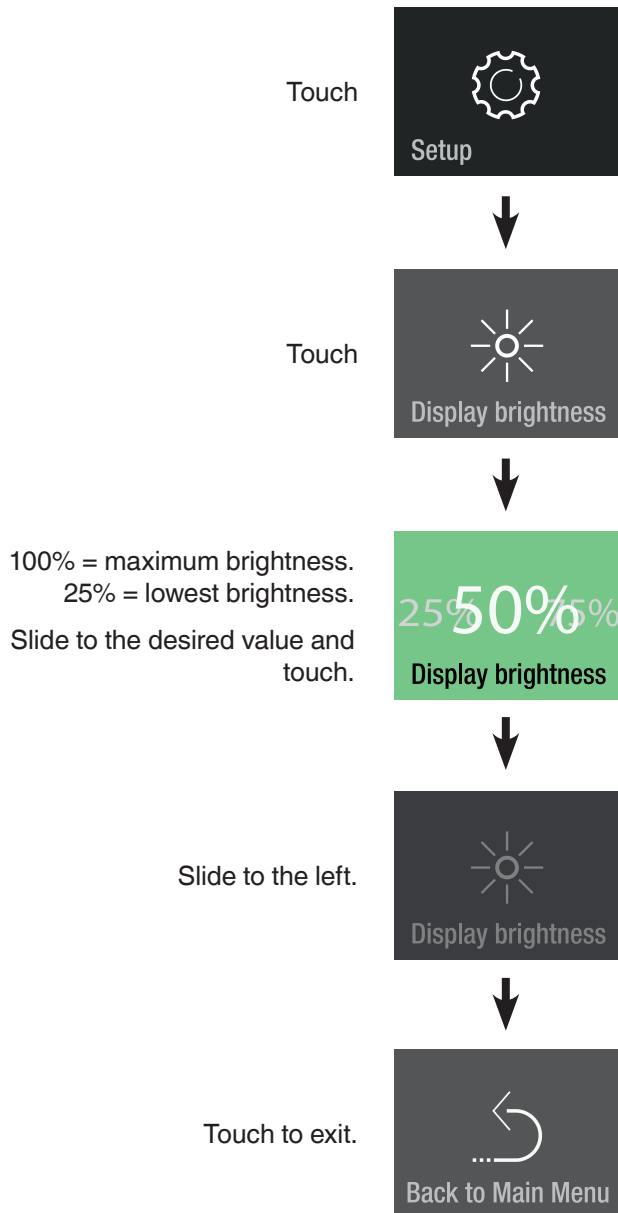 Touch
Setup
Touch
Display brightness
100% = maximum brightness.
25% = lowest brightness.
Slide to the desired value and
touch.
25% 50% 75%
Display brightness
Slide to the left.
Display brightness
Touch to exit.
Back to Main Menu